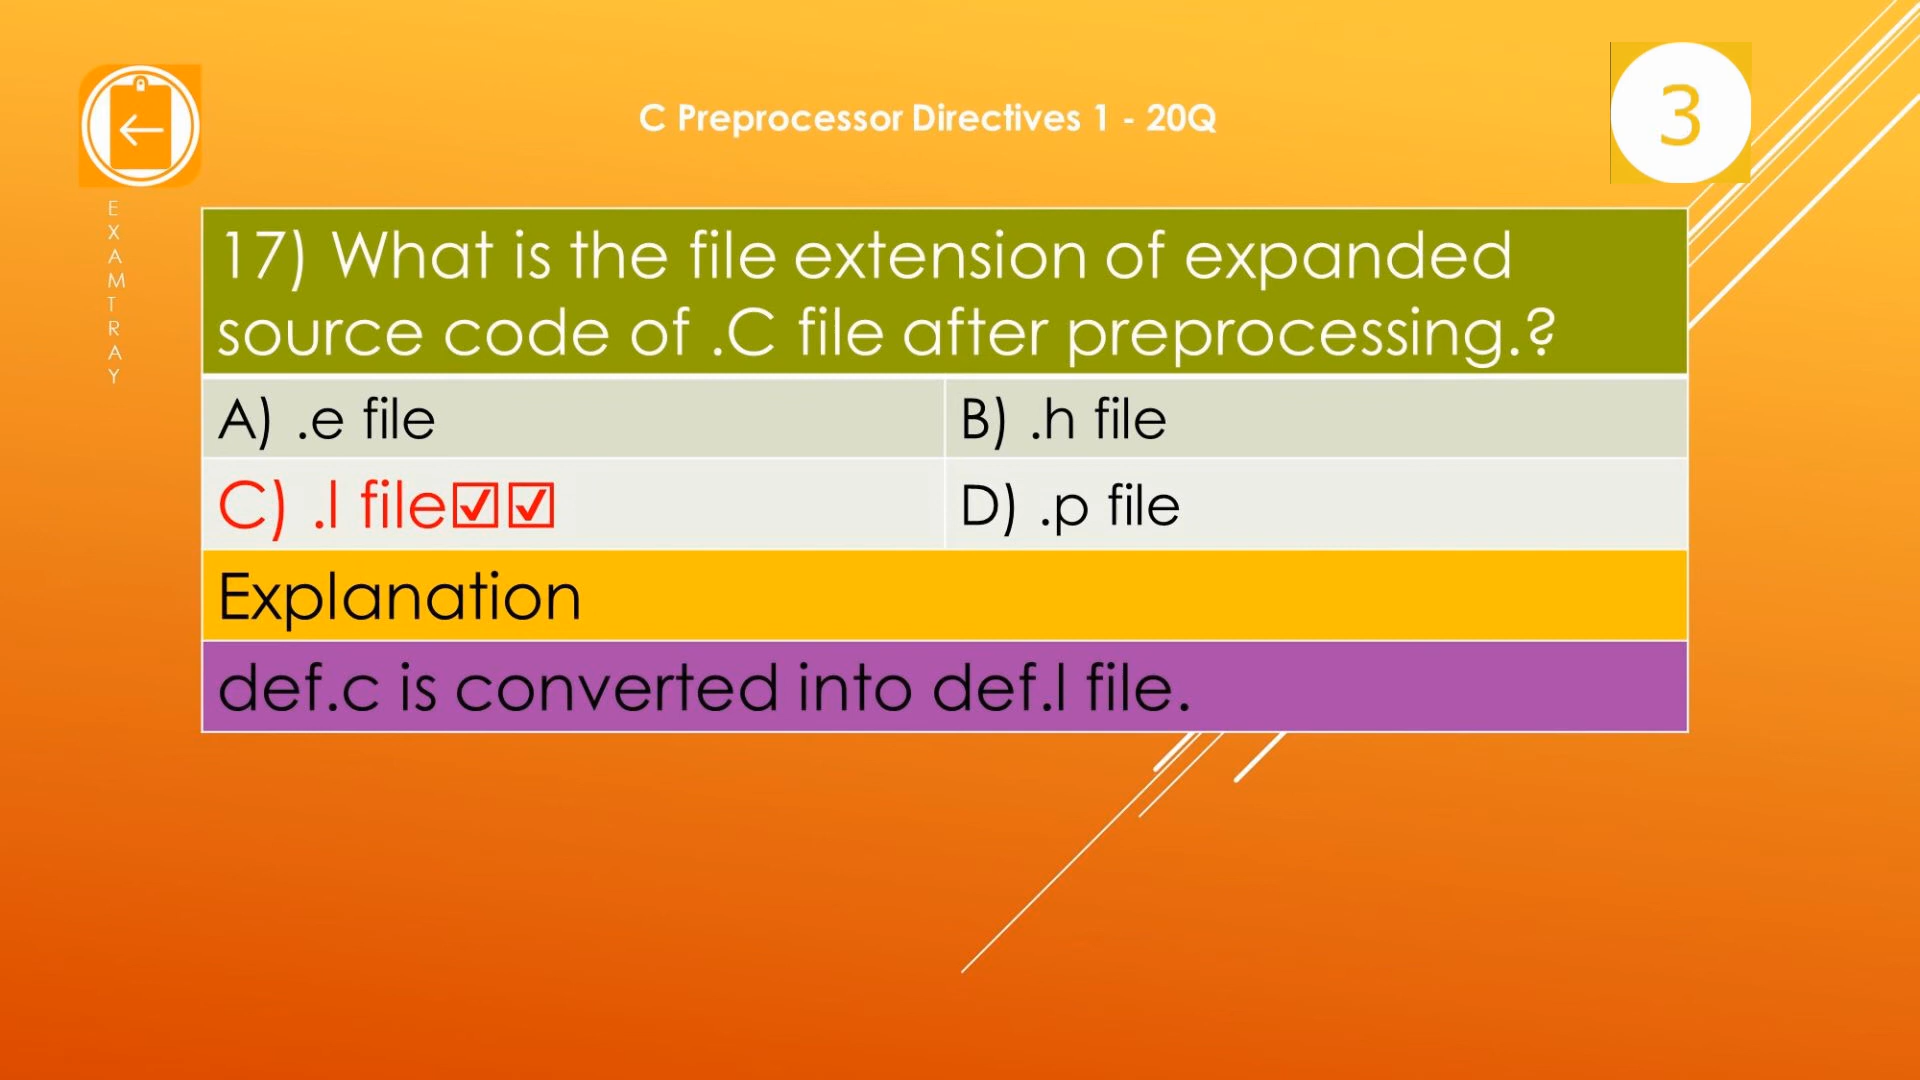 C Preprocessor Directives 1 - 20Q
3
EXAMTRAY
17) What is the file extension of expanded
source code of .C file after preprocessing.?
A) .e file
B) .h file
C) .I file☑☑
D) .p file
Explanation
def.c is converted into def.I file.